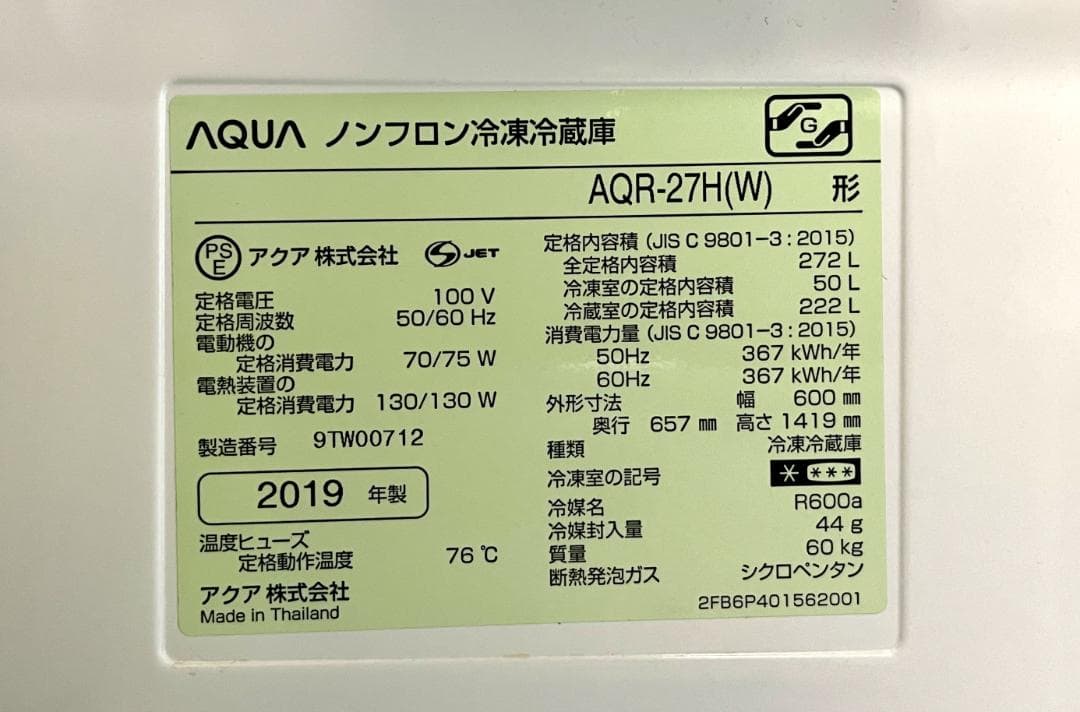 AQUA ノンフロン冷凍冷蔵庫
G
AQR-27H(W) 形
PS E アクア 株式会社 S JET
定格電圧 100 V
定格周波数 50/60 Hz
電動機の
定格消費電力 70/75 W
電熱装置の
定格消費電力 130/130 W
製造番号 9TW00712
2019 年製
温度ヒューズ
定格動作温度 76 ℃
アクア 株式会社
Made in Thailand
定格内容積 (JIS C 9801-3 : 2015)
全定格内容積 272 L
冷凍室の定格内容積 50 L
冷蔵室の定格内容積 222 L
消費電力量 (JIS C 9801-3 : 2015)
50Hz 367 kWh/年
60Hz 367 kWh/年
外形寸法 幅 600 ㎜
奥行 657 ㎜ 高さ 1419 ㎜
種類 冷凍冷蔵庫
冷凍室の記号 * ***
冷媒名 R600a
冷媒封入量 44 g
質量 60 kg
断熱発泡ガス シクロペンタン
2FB6P401562001